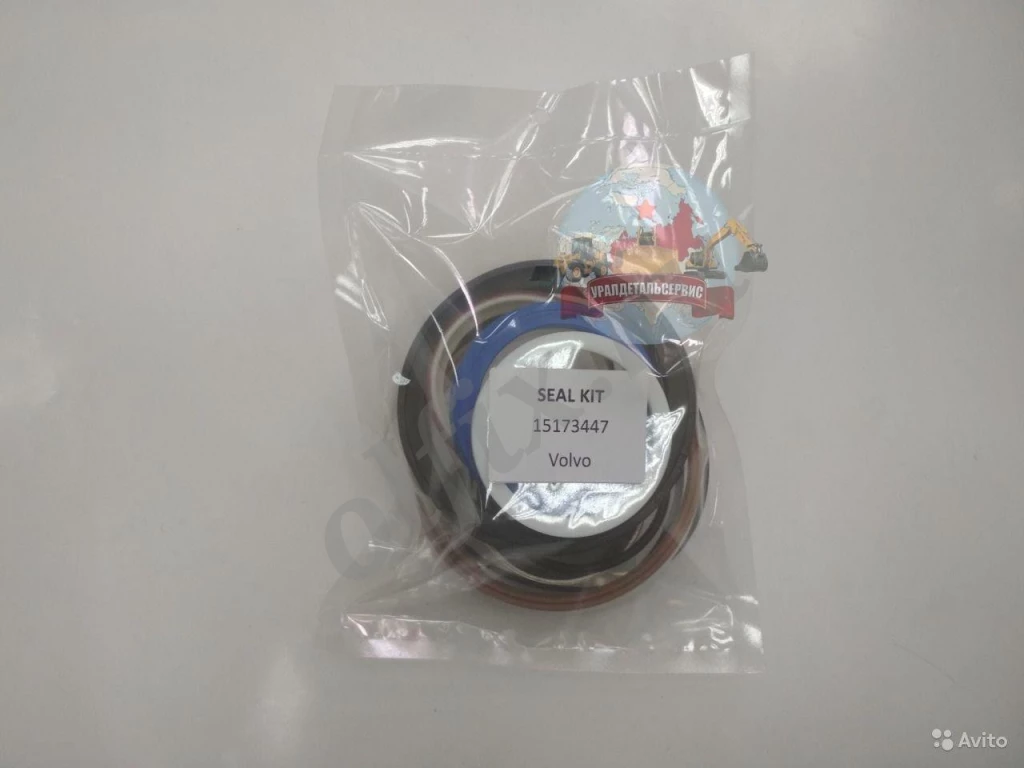 УРАЛДЕТАЛЬСЕРВИС
SEAL KIT
15173447
Volvo
Avito